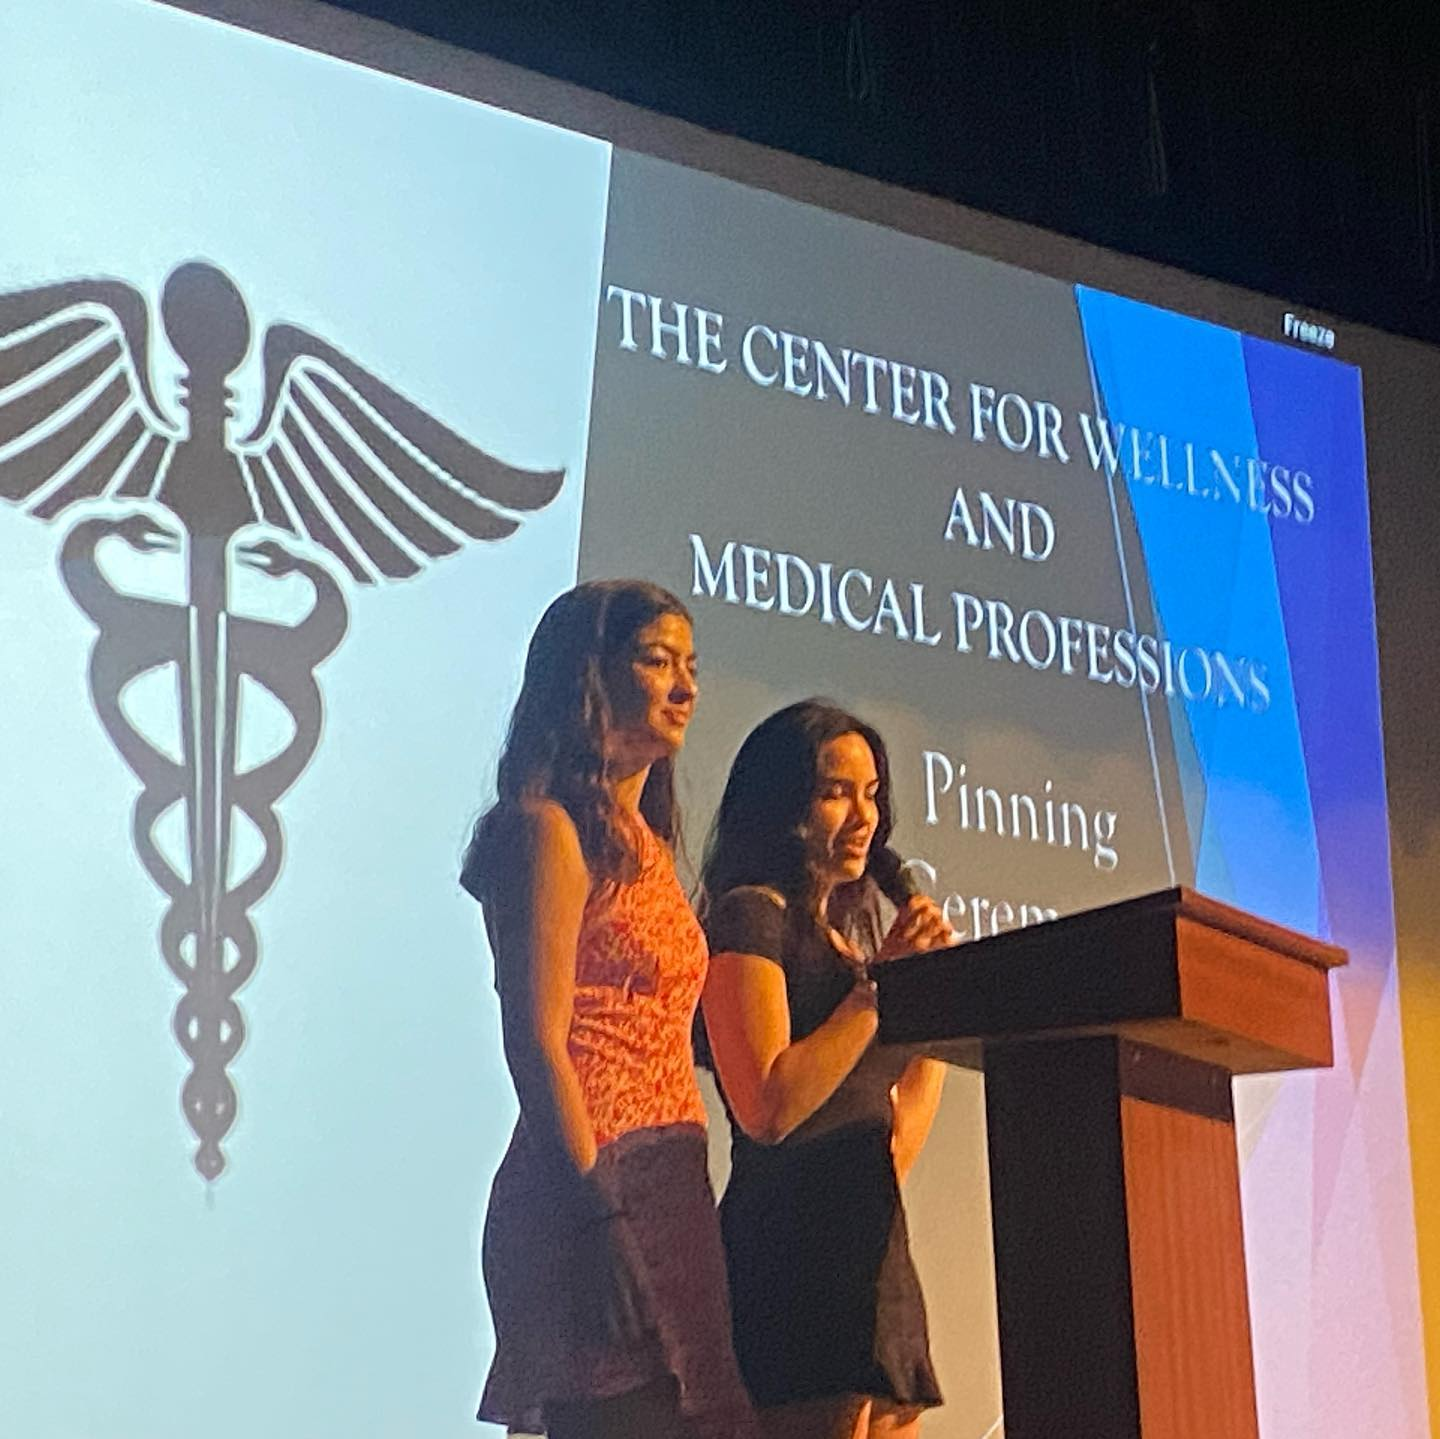 Freeze
THE CENTER FOR WELLNESS
AND
MEDICAL PROFESSIONS
Pinning